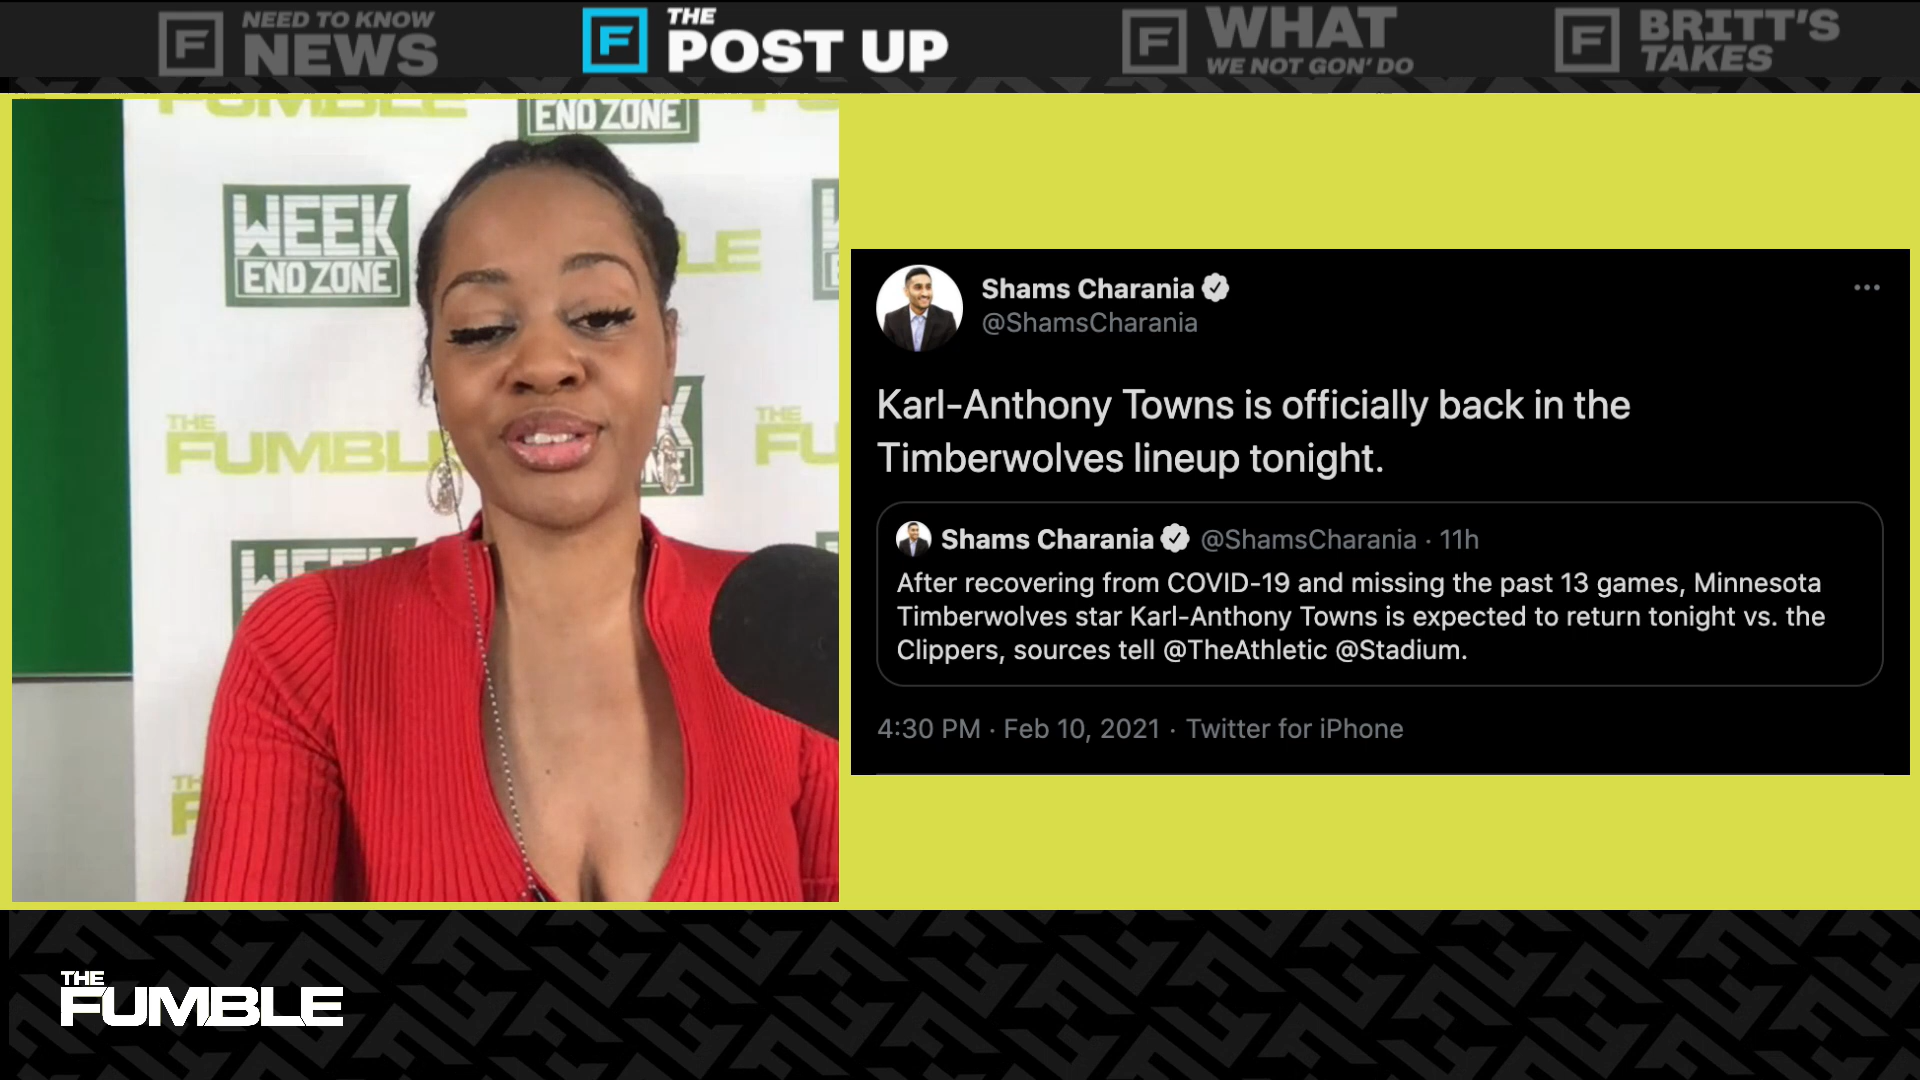 NEED TO KNOW
NEWS
THE
POST UP
WHAT
WE NOT GON' DO
BRITT'S
TAKES
FUMBLE
END ZONE
WEEK
END ZONE
THE
FUMBL
THE
FU
Shams Charania
@ShamsCharania
Karl-Anthony Towns is officially back in the
Timberwolves lineup tonight.
Shams Charania @ShamsCharania · 11h
After recovering from COVID-19 and missing the past 13 games, Minnesota
Timberwolves star Karl-Anthony Towns is expected to return tonight vs. the
Clippers, sources tell @TheAthletic @Stadium.
4:30 PM · Feb 10, 2021 · Twitter for iPhone
THE
FUMBLE